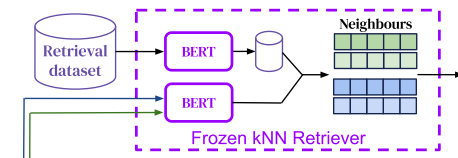 Neighbours
Retrieval
dataset
BERT
BERT
Frozen kNN Retriever